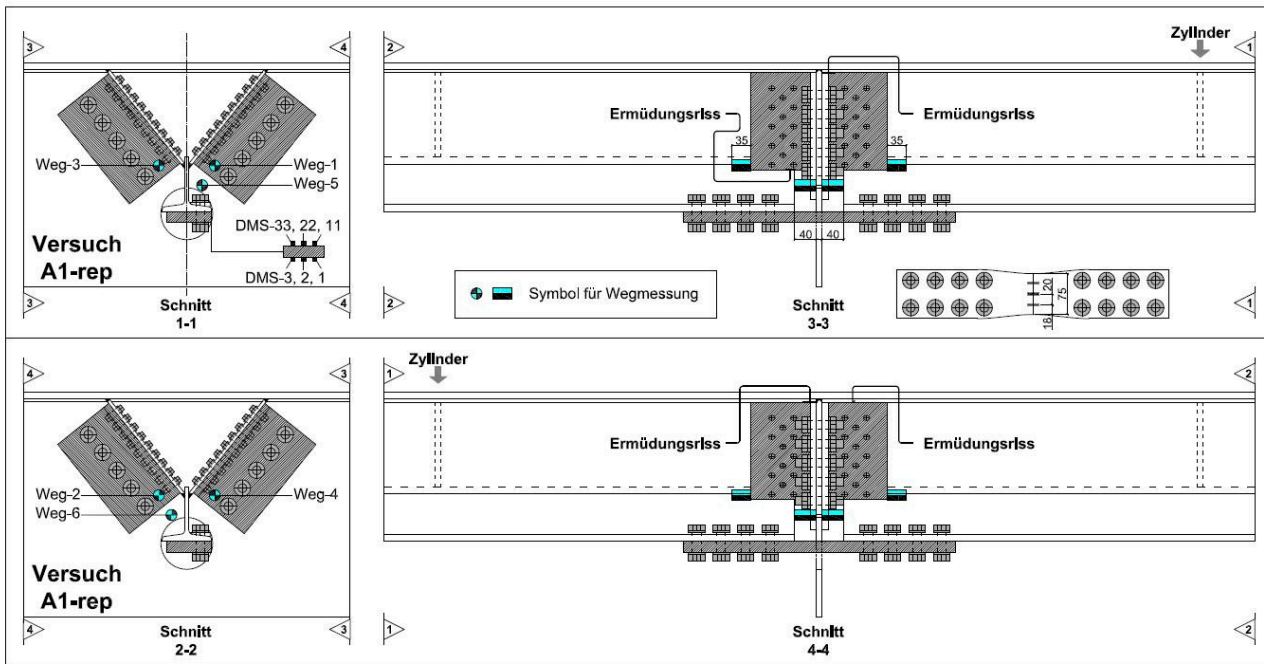 3
4
Weg-3
Weg-1
Weg-5
DMS-33, 22, 11
DMS-3, 2, 1
Versuch
A1-rep
3
4
Schnitt
1-1
2
Zylinder
1
Ermüdungsriss
Ermüdungsriss
35
35
40
40
Symbol für Wegmessung
2
1
Schnitt
3-3
20
75
18
4
3
Weg-2
Weg-4
Weg-6
Versuch
A1-rep
4
3
Schnitt
2-2
Zylinder
1
2
Ermüdungsriss
Ermüdungsriss
1
2
Schnitt
4-4